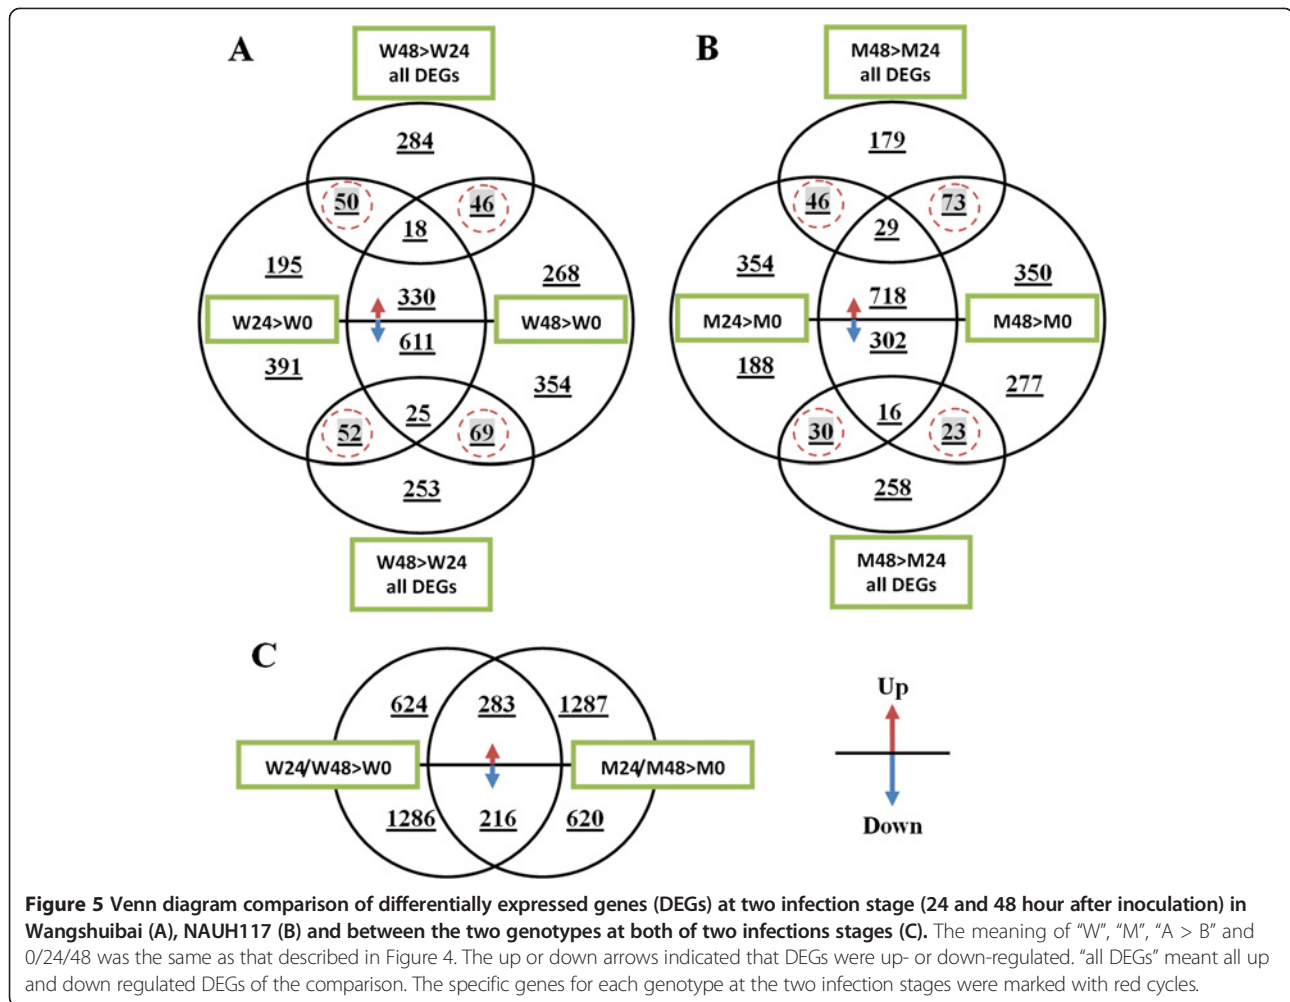 A
W48>W24
all DEGs
284
50
46
18
195
268
330
W24>W0
W48>W0
611
391
354
25
52
69
253
W48>W24
all DEGs
B
M48>M24
all DEGs
179
46
73
29
354
350
718
M24>M0
M48>M0
302
188
277
16
30
23
258
M48>M24
all DEGs
C
624
283
1287
W24/W48>W0
M24/M48>M0
1286
216
620
Up
Down
Figure 5 Venn diagram comparison of differentially expressed genes (DEGs) at two infection stage (24 and 48 hour after inoculation) in
Wangshuibai (A), NAUH117 (B) and between the two genotypes at both of two infections stages (C). The meaning of “W”, “M”, “A > B” and
0/24/48 was the same as that described in Figure 4. The up or down arrows indicated that DEGs were up- or down-regulated. “all DEGs” meant all up
and down regulated DEGs of the comparison. The specific genes for each genotype at the two infection stages were marked with red cycles.